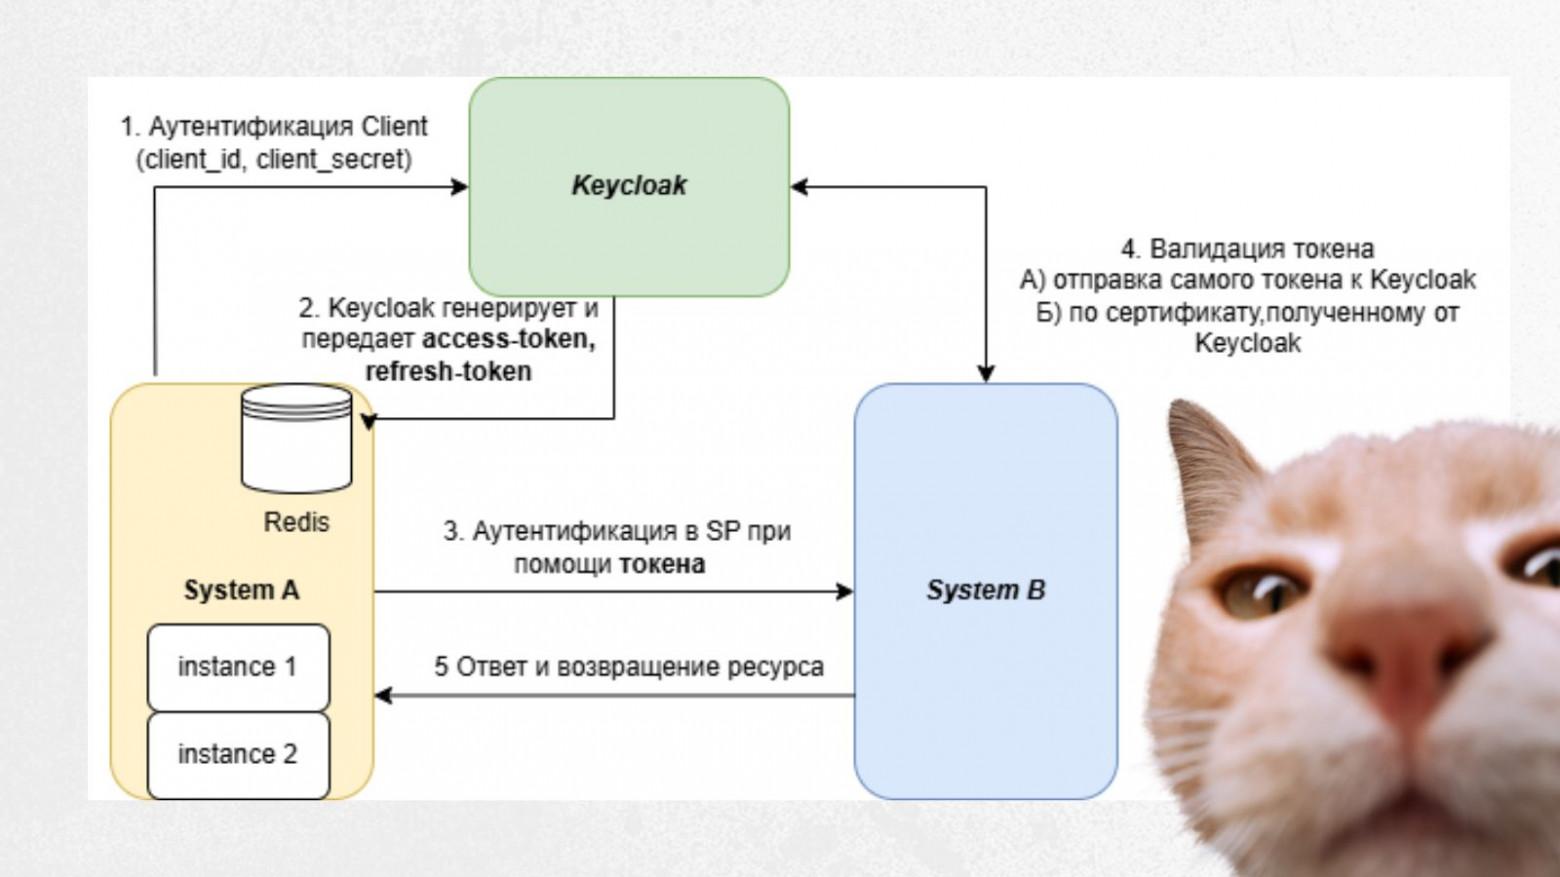 1. Аутентификация Client
(client_id, client_secret)
Keycloak
4. Валидация токена
А) отправка самого токена к Keycloak
Б) по сертификату,полученному от
Keycloak
2. Keycloak генерирует и
передает access-token,
refresh-token
Redis
3. Аутентификация в SP при
помощи токена
System A
System B
instance 1
5 Ответ и возвращение ресурса
instance 2